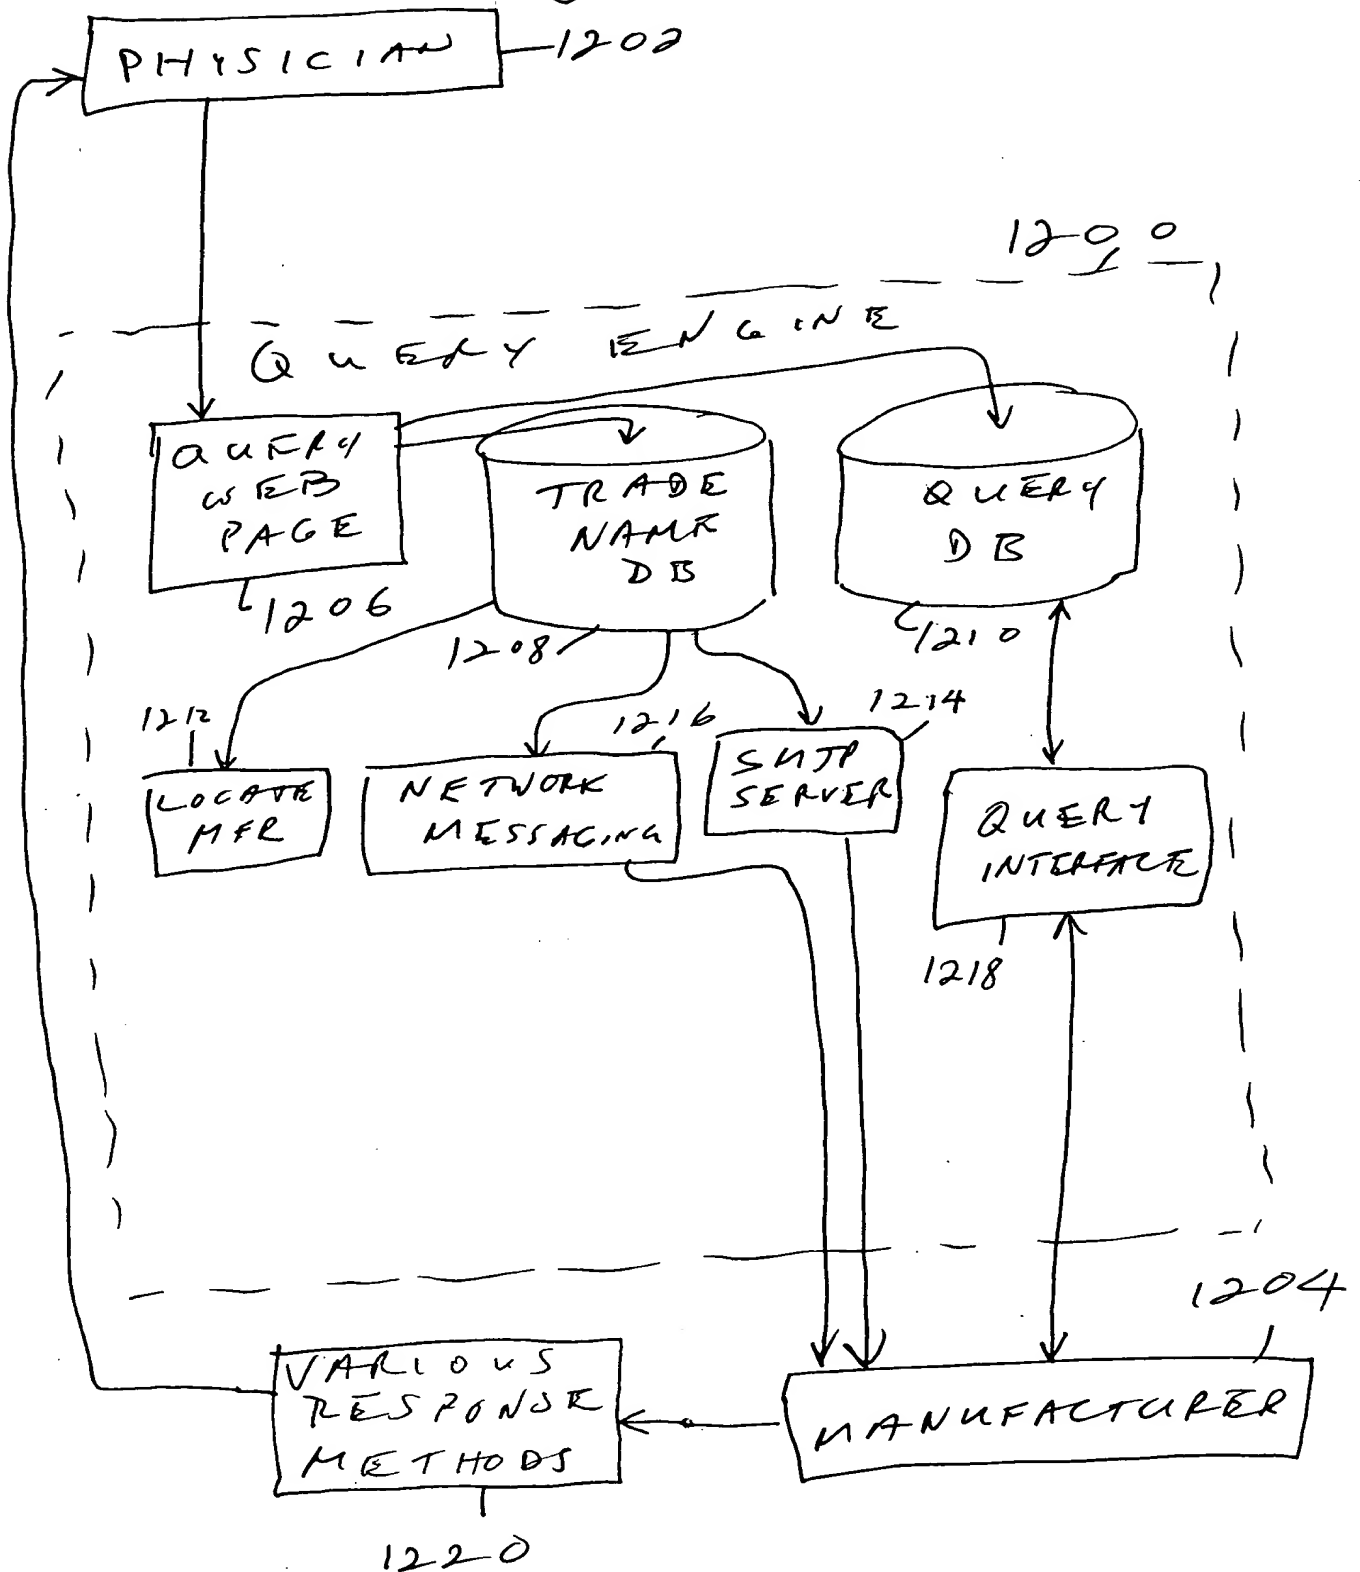 PHYSICIAN
1202
1200
QUERY ENGINE
QUERY
WEB
PAGE
1206
TRADE
NAME
DB
1208
QUERY
DB
1210
1212
LOCATE
MFR
1216
NETWORK
MESSAGING
1214
SMTP
SERVER
QUERY
INTERFACE
1218
1204
MANUFACTURER
VARIOUS
RESPONSE
METHODS
1220